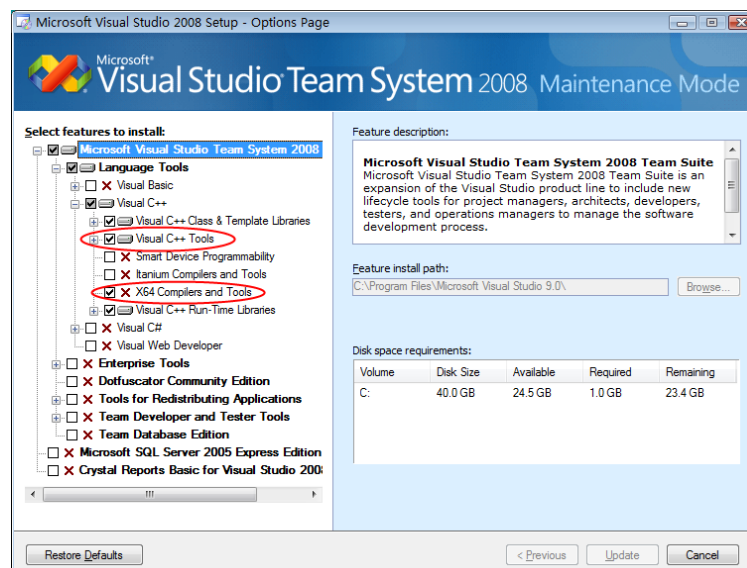 Microsoft Visual Studio 2008 Setup - Options Page
Microsoft®
Visual Studio Team System 2008 Maintenance Mode
Select features to install:
Microsoft Visual Studio Team System 2008
Language Tools
Visual Basic
Visual C++
Visual C++ Class & Template Libraries
Visual C++ Tools
Smart Device Programmability
Itanium Compilers and Tools
X64 Compilers and Tools
Visual C++ Run-Time Libraries
Visual C#
Visual Web Developer
Enterprise Tools
Dotfuscator Community Edition
Tools for Redistributing Applications
Team Developer and Tester Tools
Team Database Edition
Microsoft SQL Server 2005 Express Edition
Crystal Reports Basic for Visual Studio 200
Feature description:
Microsoft Visual Studio Team System 2008 Team Suite
Microsoft Visual Studio Team System 2008 Team Suite is an
expansion of the Visual Studio product line to include new
lifecycle tools for project managers, architects, developers,
testers, and operations managers to manage the software
development process.
Feature install path:
C:\Program Files\Microsoft Visual Studio 9.0\
Browse...
Disk space requirements:
Volume Disk Size Available Required Remaining
C: 40.0 GB 24.5 GB 1.0 GB 23.4 GB
Restore Defaults
< Previous
Update
Cancel